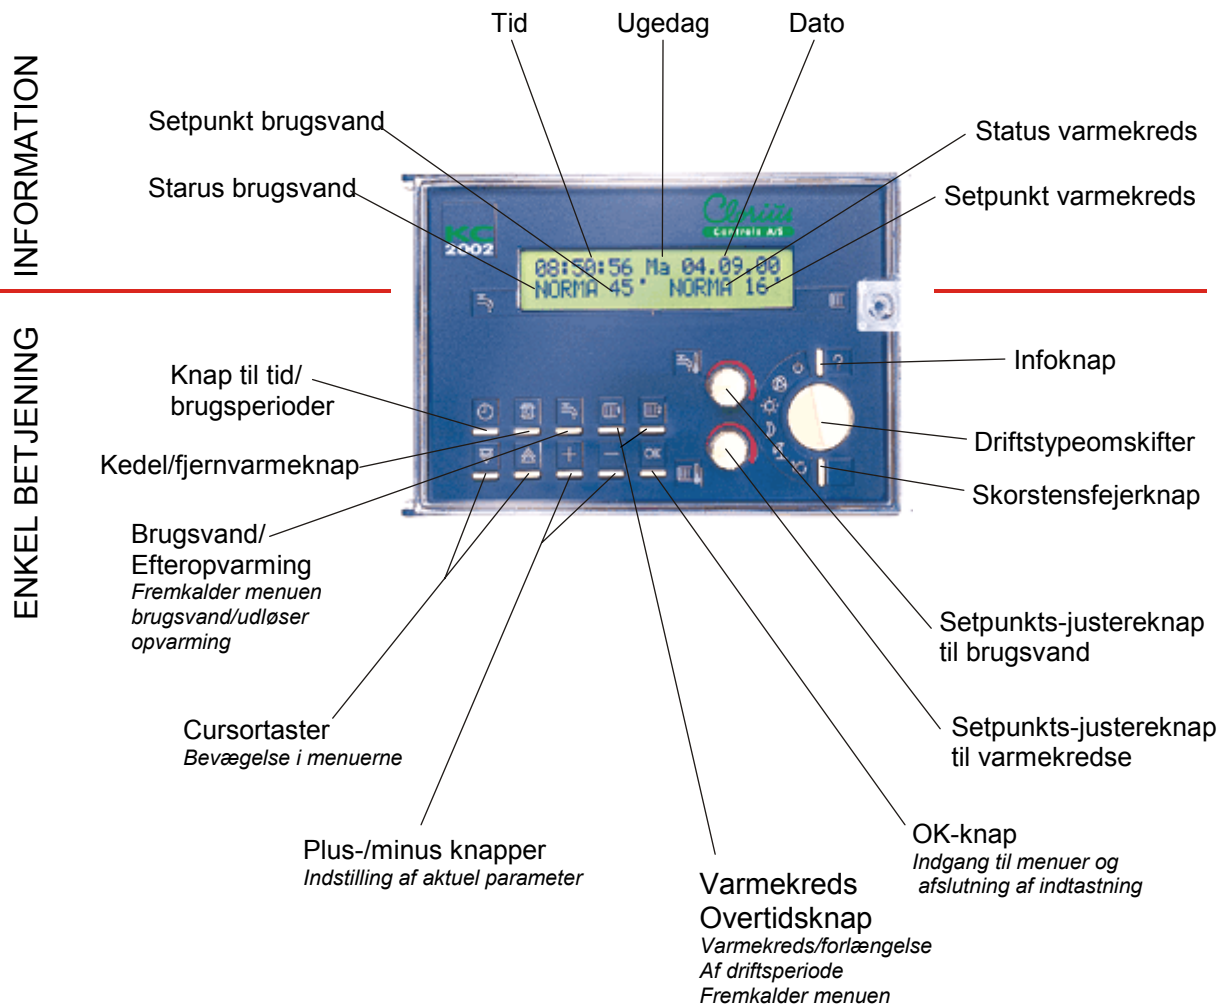 Tid Ugedag Dato
INFORMATION
Setpunkt brugsvand
Starus brugsvand
Status varmekreds
Setpunkt varmekreds
KC
2002
Clorius
Controls A/S
08:50:56 Ma 04.09.00
NORMA 45° NORMA 16°
ENKEL BETJENING
Knap til tid/
brugsperioder
Kedel/fjernvarmeknap
Brugsvand/
Efteropvarming
Fremkalder menuen
brugsvand/udløser
opvarming
Cursortaster
Bevægelse i menuerne
Plus-/minus knapper
Indstilling af aktuel parameter
+ − OK
Infoknap
Driftstypeomskifter
Skorstensfejerknap
Setpunkts-justereknap
til brugsvand
Setpunkts-justereknap
til varmekredse
OK-knap
Indgang til menuer og
afslutning af indtastning
Varmekreds
Overtidsknap
Varmekreds/forlængelse
Af driftsperiode
Fremkalder menuen